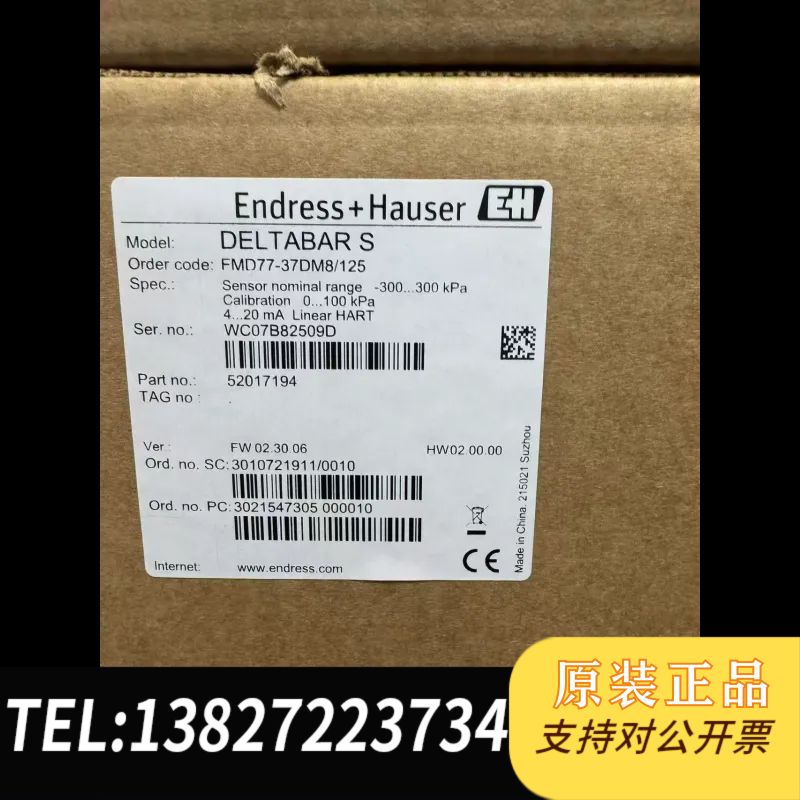 Endress+Hauser EH
Model: DELTABAR S
Order code: FMD77-37DM8/125
Spec.: Sensor nominal range -300...300 kPa
Calibration 0...100 kPa
4...20 mA Linear HART
Ser. no.: WC07B82509D
Part no.: 52017194
TAG no : .
Ver : FW 02.30.06 HW02.00.00
Ord. no. SC: 3010721911/0010
Ord. no. PC: 3021547305 000010
Internet: www.endress.com
CE
Made in China, 215021 Suzhou
TEL:13827223734
原装正品
支持对公开票